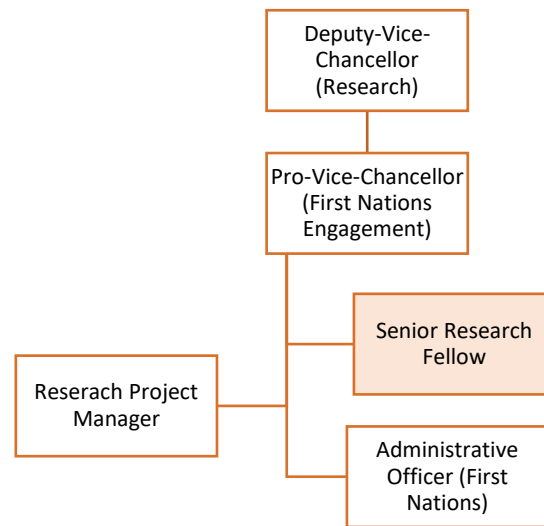 Deputy-Vice-
Chancellor
(Research)
Pro-Vice-Chancellor
(First Nations
Engagement)
Senior Research
Fellow
Reserach Project
Manager
Administrative
Officer (First
Nations)